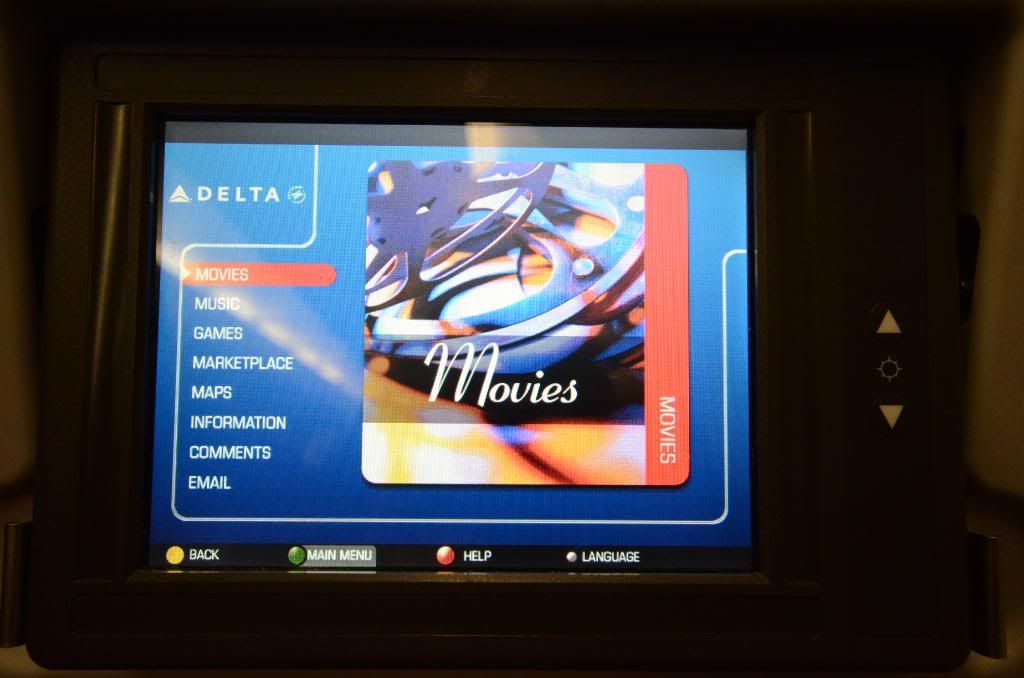 DELTA
MOVIES
MUSIC
GAMES
MARKETPLACE
MAPS
INFORMATION
COMMENTS
EMAIL
Movies
MOVIES
BACK
MAIN MENU
HELP
LANGUAGE